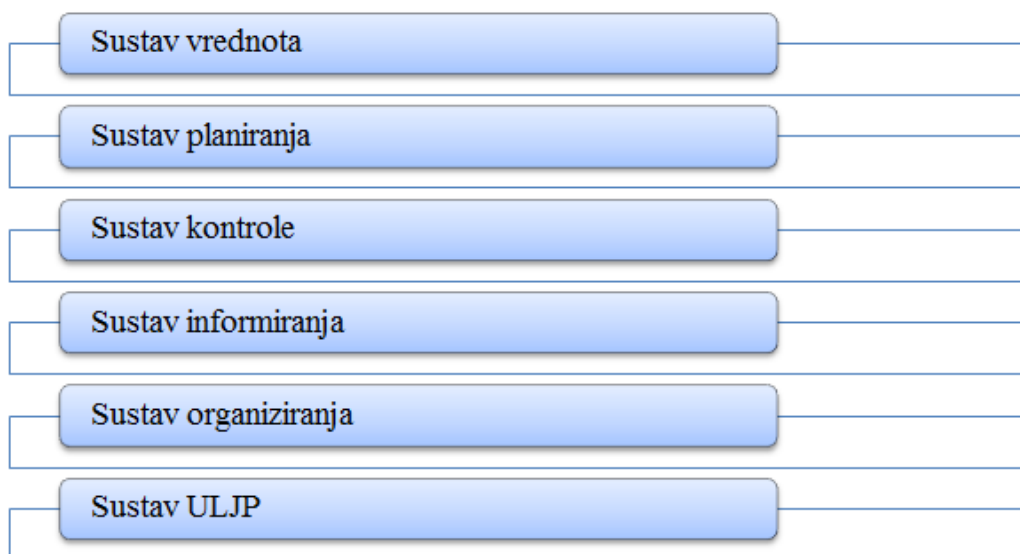 Sustav vrednota
Sustav planiranja
Sustav kontrole
Sustav informiranja
Sustav organiziranja
Sustav ULJP